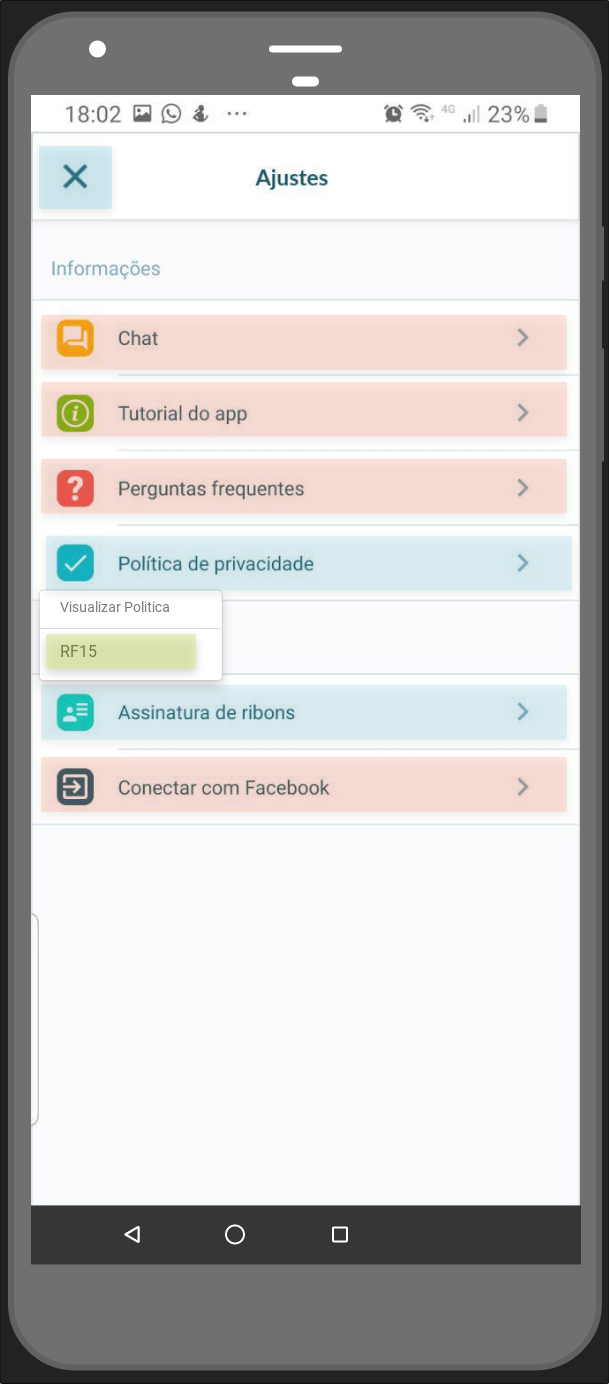 18:02 4G 23%
Ajustes
Informações
Chat
Tutorial do app
Perguntas frequentes
Política de privacidade
Visualizar Politica
RF15
Assinatura de ribons
Conectar com Facebook